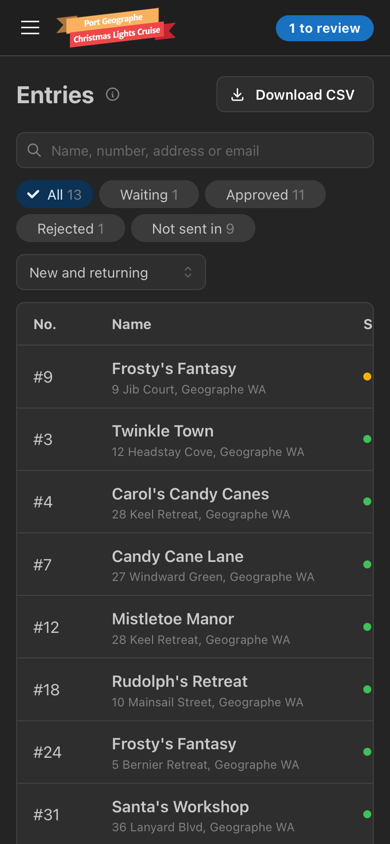 Port Geographe
Christmas Lights Cruise
1 to review
Entries
Download CSV
Name, number, address or email
All 13
Waiting 1
Approved 11
Rejected 1
Not sent in 9
New and returning
No. Name S
#9 Frosty's Fantasy
9 Jib Court, Geographe WA
#3 Twinkle Town
12 Headstay Cove, Geographe WA
#4 Carol's Candy Canes
28 Keel Retreat, Geographe WA
#7 Candy Cane Lane
27 Windward Green, Geographe WA
#12 Mistletoe Manor
28 Keel Retreat, Geographe WA
#18 Rudolph's Retreat
10 Mainsail Street, Geographe WA
#24 Frosty's Fantasy
5 Bernier Retreat, Geographe WA
#31 Santa's Workshop
36 Lanyard Blvd, Geographe WA